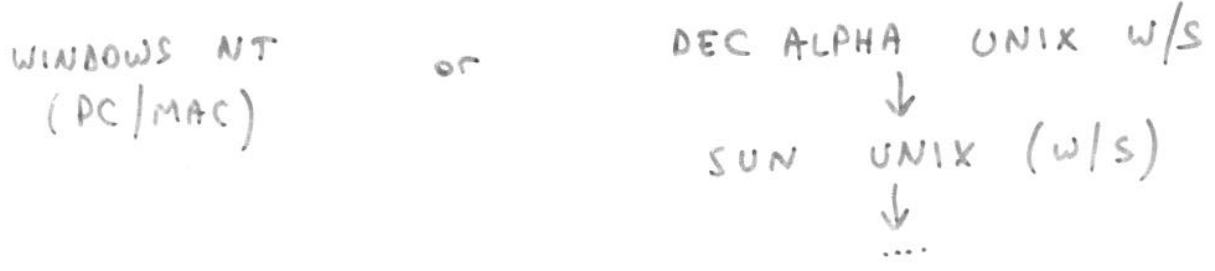 WINDOWS NT or DEC ALPHA UNIX W/S
(PC/MAC)
↓
SUN UNIX (W/S)
↓
....